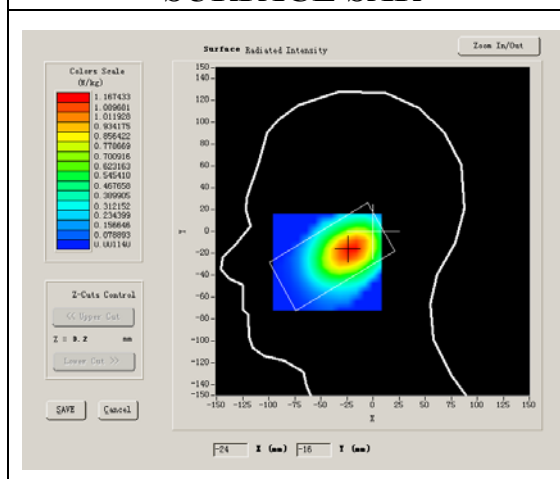 Surface Radiated Intensity
Zoom In/Out
Colors Scale
(W/kg)
1.167433
1.089681
1.011928
0.934175
0.856422
0.778669
0.700916
0.623163
0.545410
0.467658
0.389905
0.312152
0.234399
0.156646
0.078893
0.001140
150
140
120
100
80
60
40
20
0
-20
-40
-60
-80
-100
-120
-140
-150
Y
-150 -125 -100 -75 -50 -25 0 25 50 75 100 125 150
X
Z-Cuts Control
<< Upper Cut
Z = 9.2 mm
Lower Cut >>
SAVE Cancel
-24 X (mm) -16 Y (mm)